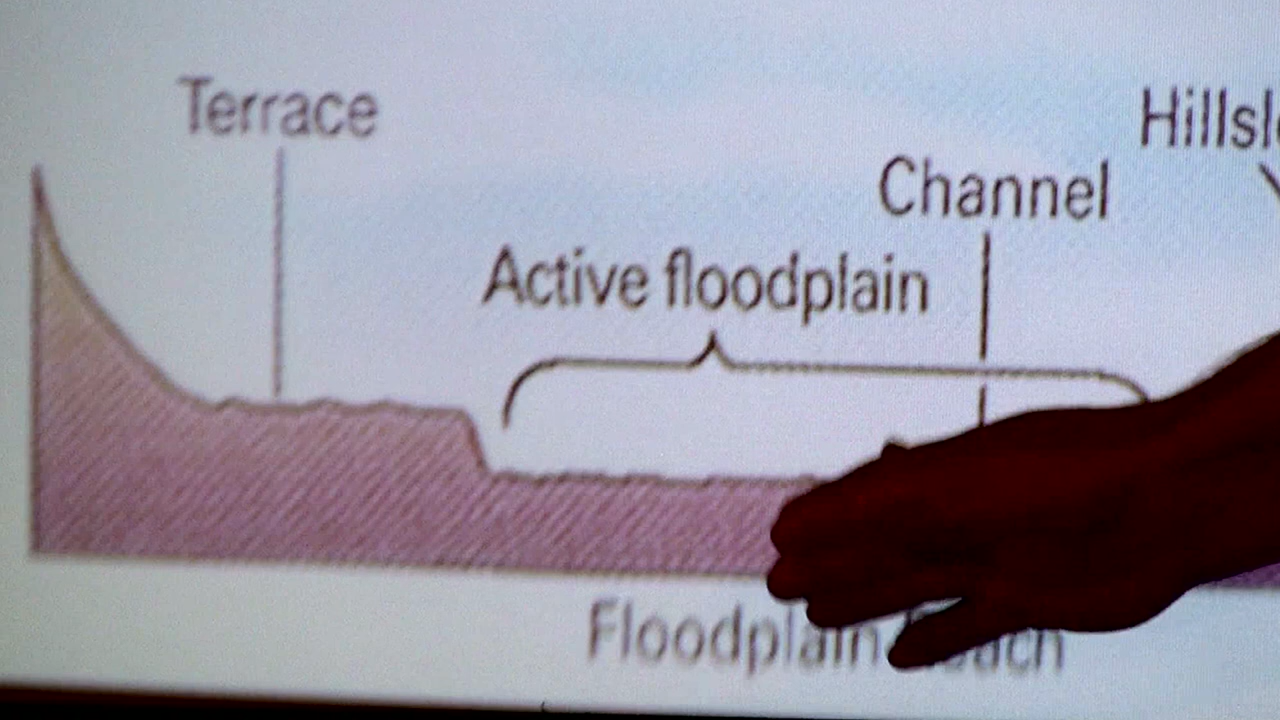 Terrace
Hillsl
Channel
Active floodplain
Floodplain